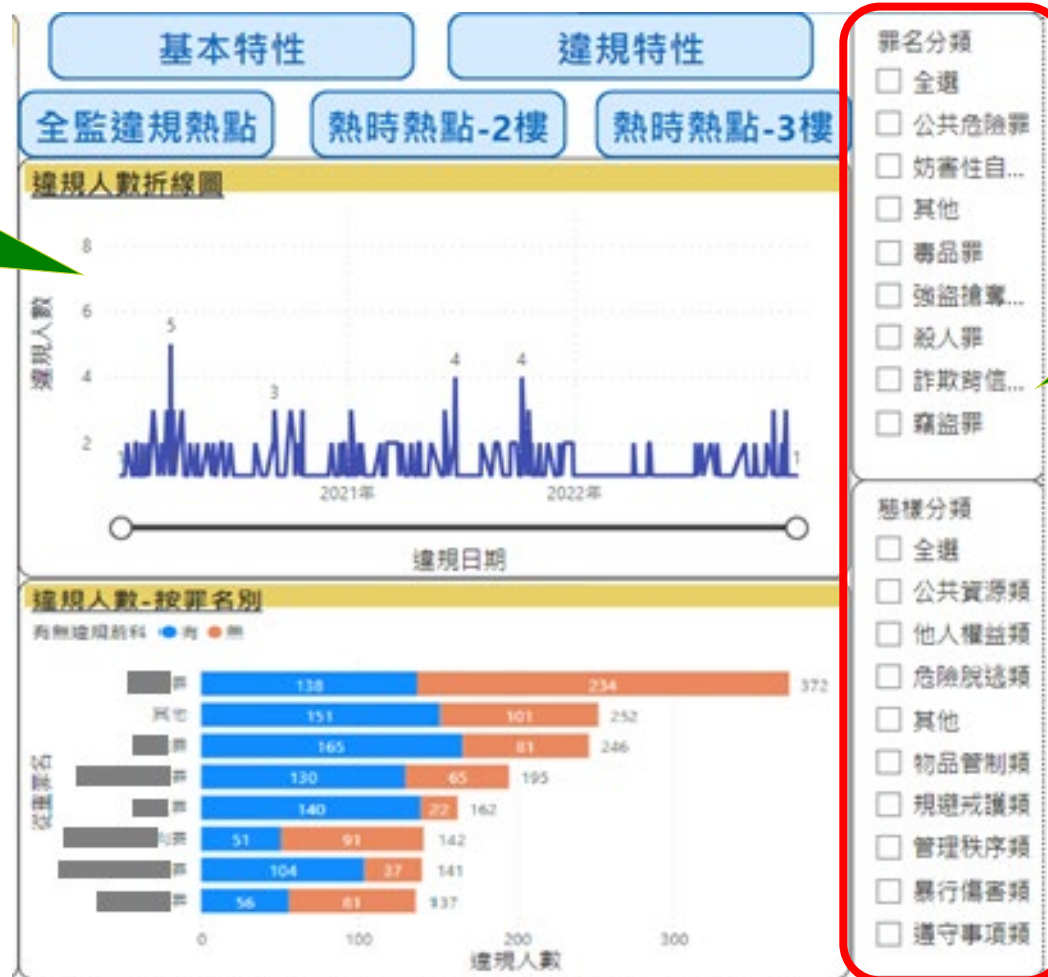 基本特性
違規特性
全監違規熱點
熱時熱點-2樓
熱時熱點-3樓
違規人數折線圖
違規人數
8
6
4
2
5
3
4
4
1
1
2021年
2022年
違規日期
違規人數-按罪名別
有無違規前科 有 無
從重罪名
罪 138 234 372
其他 151 101 252
罪 165 81 246
罪 130 65 195
罪 140 22 162
51 91 142
罪 104 37 141
罪 56 81 137
0 100 200 300
違規人數
罪名分類
全選
公共危險罪
妨害性自...
其他
毒品罪
強盜搶奪...
殺人罪
詐欺背信...
竊盜罪
態樣分類
全選
公共資源類
他人權益類
危險脫逃類
其他
物品管制類
規避戒護類
管理秩序類
暴行傷害類
遵守事項類